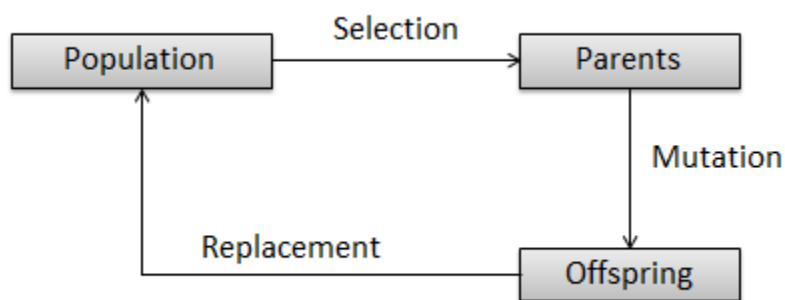 Selection
Population
Parents
Mutation
Replacement
Offspring